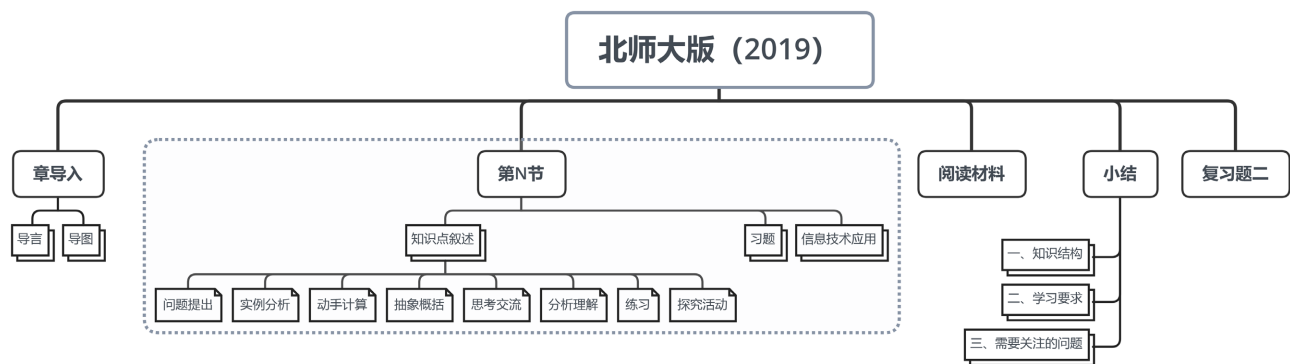 北师大版（2019）
章导入
第N节
阅读材料
小结
复习题二
导言
导图
知识点叙述
习题
信息技术应用
问题提出
实例分析
动手计算
抽象概括
思考交流
分析理解
练习
探究活动
一、知识结构
二、学习要求
三、需要关注的问题